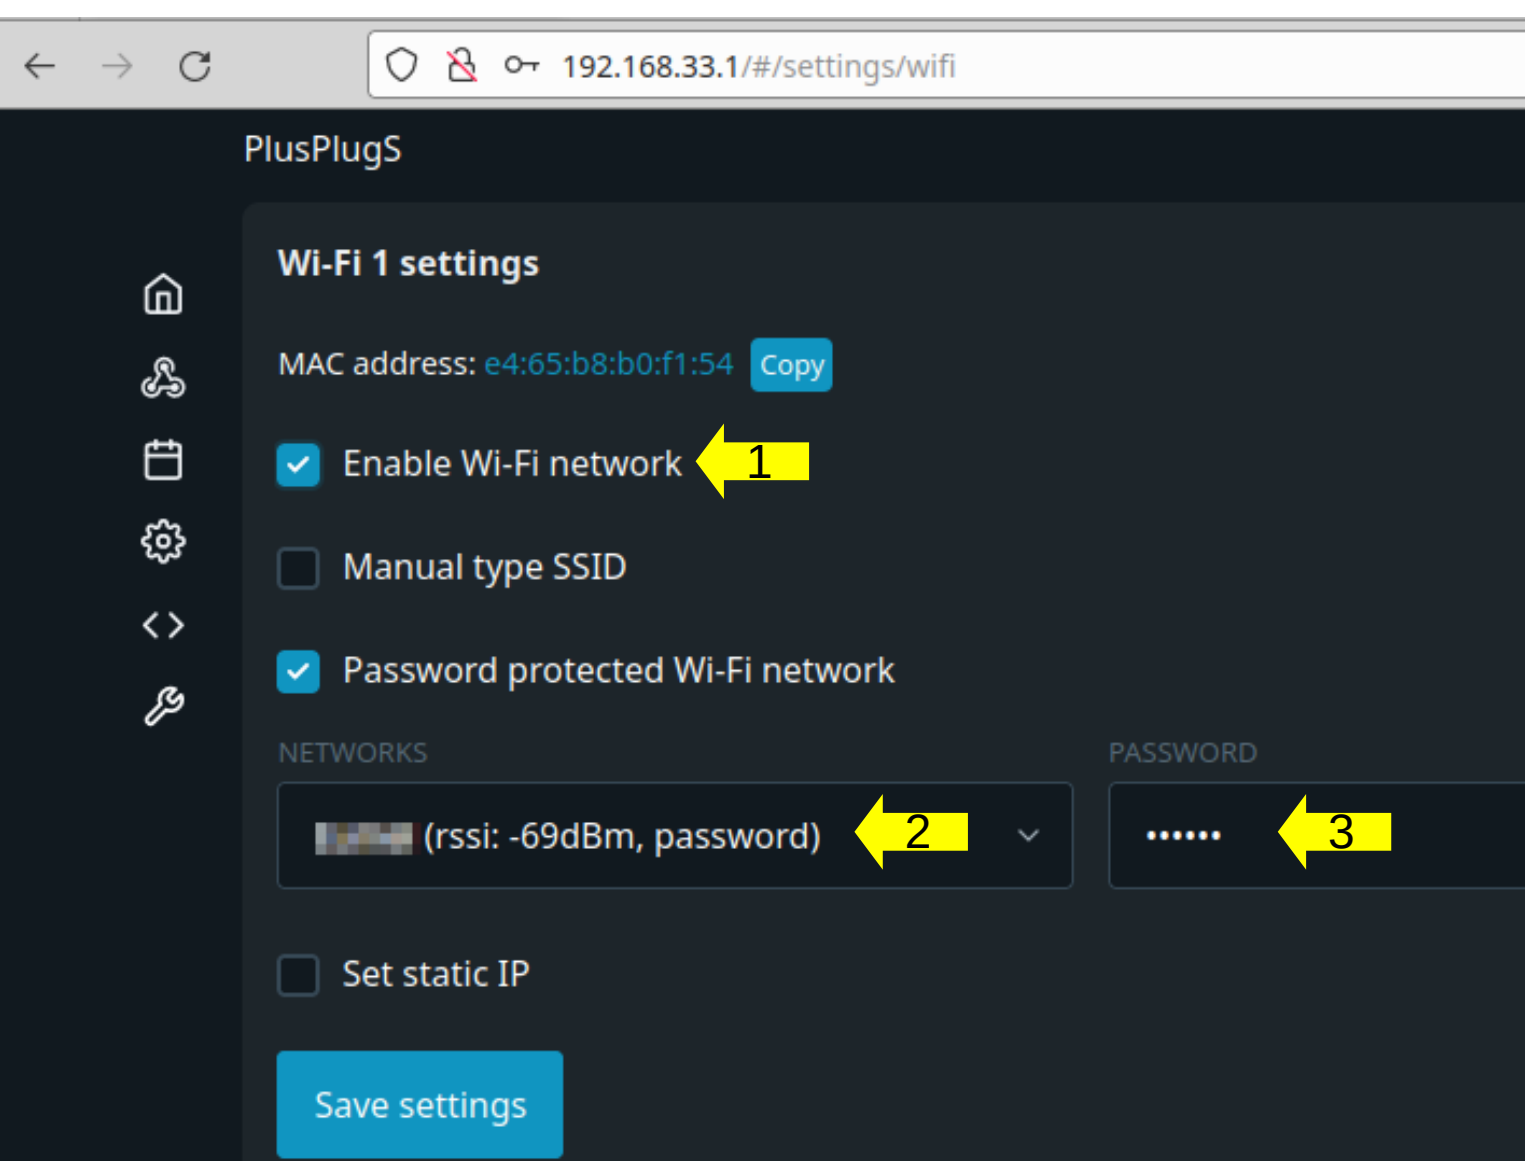 192.168.33.1/#/settings/wifi
PlusPlugS
Wi-Fi 1 settings
MAC address: e4:65:b8:b0:f1:54 Copy
Enable Wi-Fi network 1
Manual type SSID
Password protected Wi-Fi network
NETWORKS PASSWORD
(rssi: -69dBm, password) 2 •••••• 3
Set static IP
Save settings